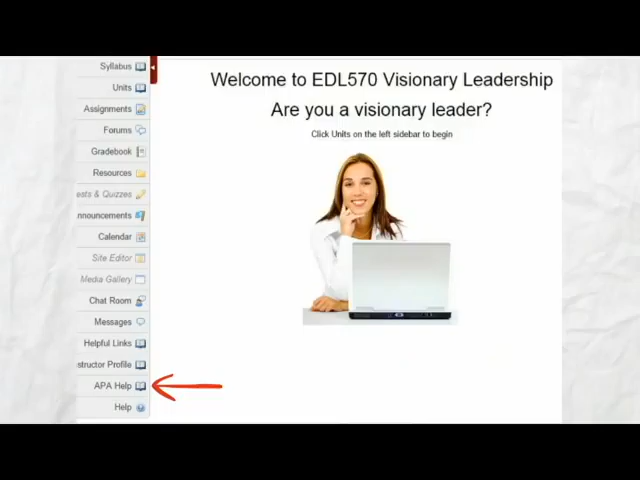 Syllabus
Units
Assignments
Forums
Gradebook
Resources
ests & Quizzes
nnouncements
Calendar
Site Editor
Media Gallery
Chat Room
Messages
Helpful Links
structor Profile
APA Help
Help
Welcome to EDL570 Visionary Leadership
Are you a visionary leader?
Click Units on the left sidebar to begin